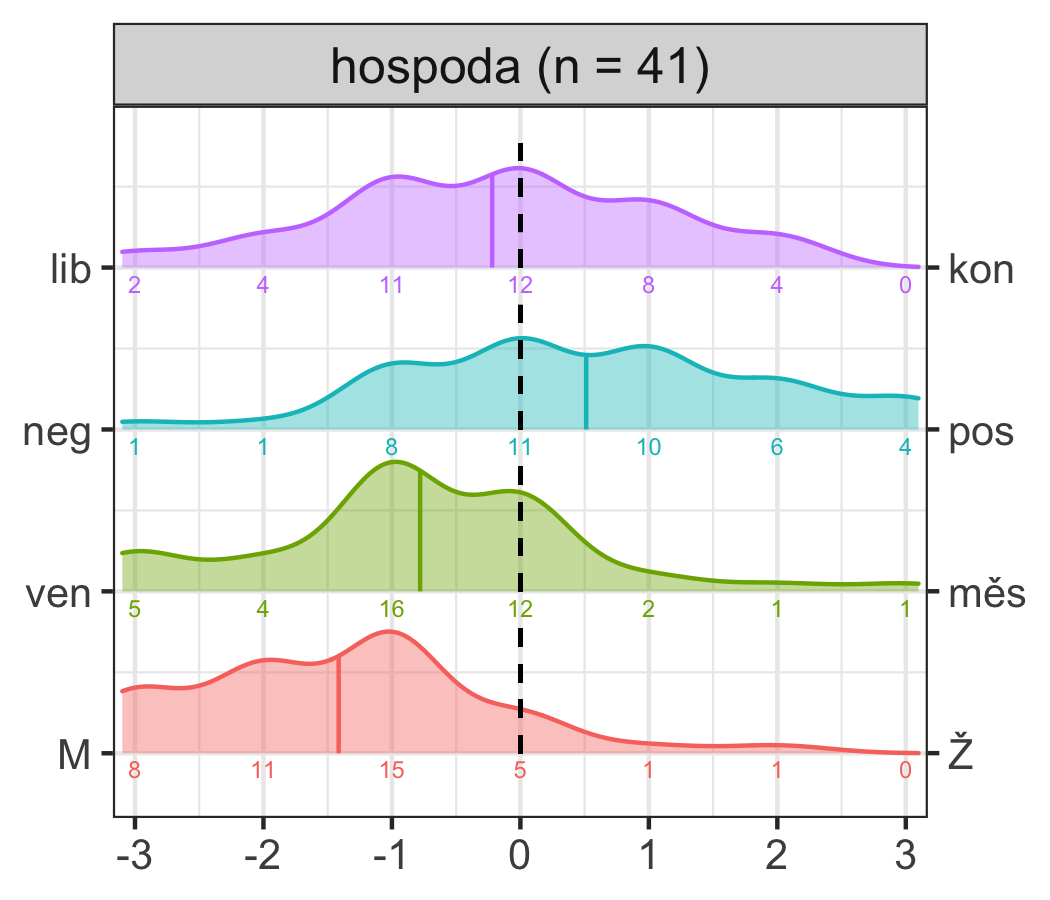 hospoda (n = 41)
lib kon
2 4 11 12 8 4 0
neg pos
1 1 8 11 10 6 4
ven měs
5 4 16 12 2 1 1
M Ž
8 11 15 5 1 1 0
-3 -2 -1 0 1 2 3